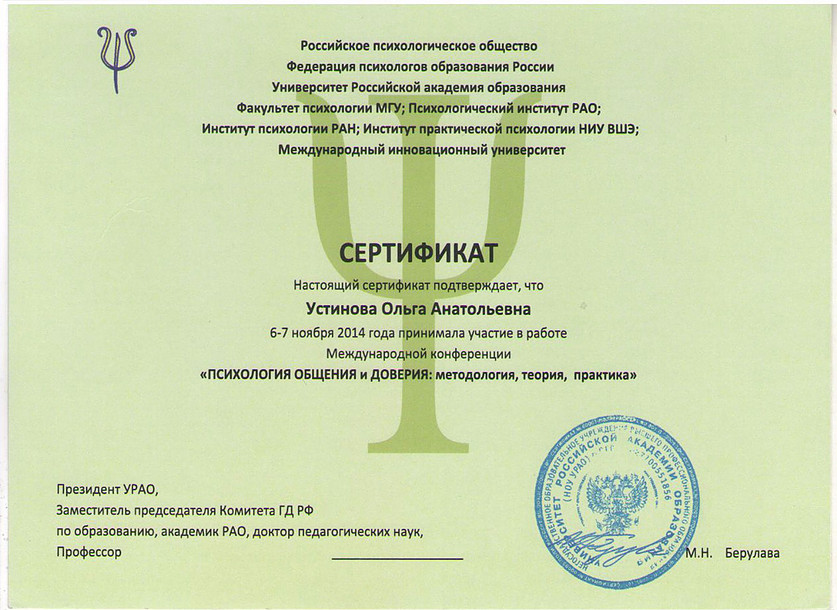 Российское психологическое общество
Федерация психологов образования России
Университет Российской академия образования
Факультет психологии МГУ; Психологический институт РАО;
Институт психологии РАН; Институт практической психологии НИУ ВШЭ;
Международный инновационный университет
СЕРТИФИКАТ
Настоящий сертификат подтверждает, что
Устинова Ольга Анатольевна
6-7 ноября 2014 года принимала участие в работе
Международной конференции
«ПСИХОЛОГИЯ ОБЩЕНИЯ и ДОВЕРИЯ: методология, теория, практика»
Президент УРАО,
Заместитель председателя Комитета ГД РФ
по образованию, академик РАО, доктор педагогических наук,
Профессор
М.Н. Берулава
УНИВЕРСИТЕТ РОССИЙСКОЙ АКАДЕМИИ ОБРАЗОВАНИЯ
(НОУ УРАО)